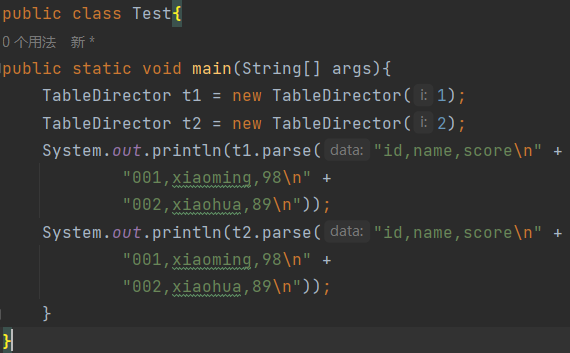 public class Test{
0 个用法 新 *
public static void main(String[] args){
TableDirector t1 = new TableDirector( i: 1);
TableDirector t2 = new TableDirector( i: 2);
System.out.println(t1.parse( data: "id,name,score\n" +
"001,xiaoming,98\n" +
"002,xiaohua,89\n"));
System.out.println(t2.parse( data: "id,name,score\n" +
"001,xiaoming,98\n" +
"002,xiaohua,89\n"));
}
}